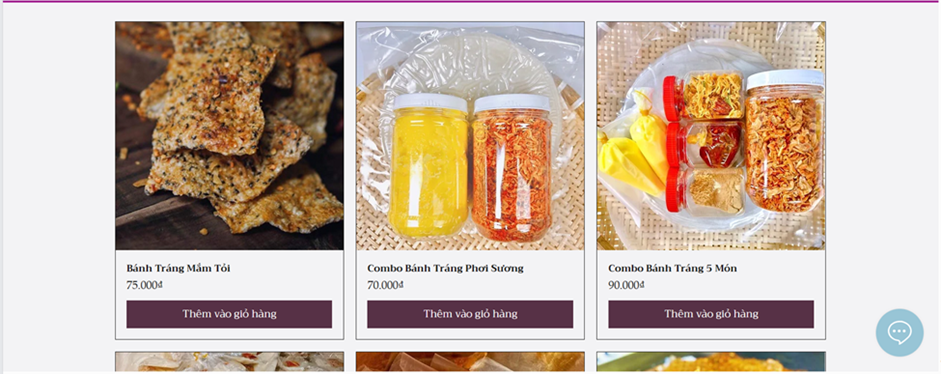 Bánh Tráng Mắm Tỏi
75.000₫
Thêm vào giỏ hàng
Combo Bánh Tráng Phơi Sương
70.000₫
Thêm vào giỏ hàng
Combo Bánh Tráng 5 Món
90.000₫
Thêm vào giỏ hàng